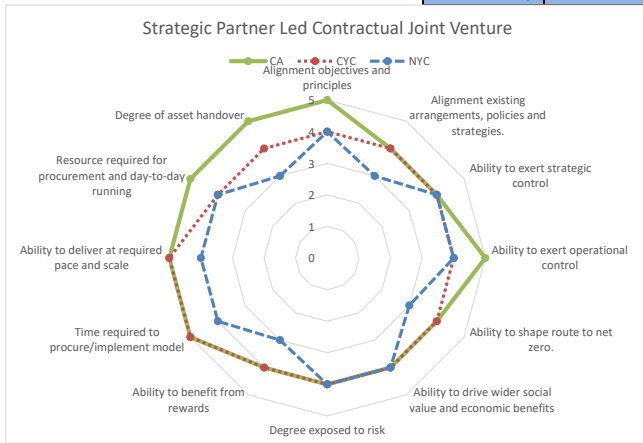 Strategic Partner Led Contractual Joint Venture
CA CYC NYC
Alignment objectives and
principles
Alignment existing
arrangements, policies and
strategies.
Ability to exert strategic
control
Ability to exert operational
control
Ability to shape route to net
zero.
Ability to drive wider social
value and economic benefits
Degree exposed to risk
Ability to benefit from
rewards
Time required to
procure/implement model
Ability to deliver at required
pace and scale
Resource required for
procurement and day-to-day
running
Degree of asset handover
5
4
3
2
1
0